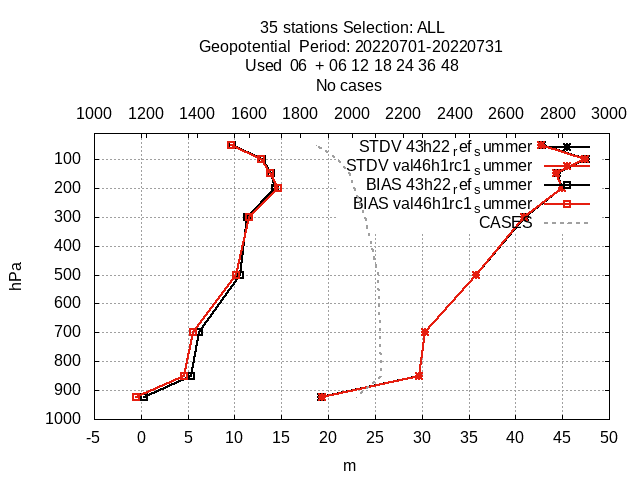 35 stations Selection: ALL
Geopotential Period: 20220701-20220731
Used 06 + 06 12 18 24 36 48
No cases
1000 1200 1400 1600 1800 2000 2200 2400 2600 2800 3000
STDV 43h22_ref_summer
STDV val46h1rc1_summer
BIAS 43h22_ref_summer
BIAS val46h1rc1_summer
CASES
hPa
100
200
300
400
500
600
700
800
900
1000
-5 0 5 10 15 20 25 30 35 40 45 50
m